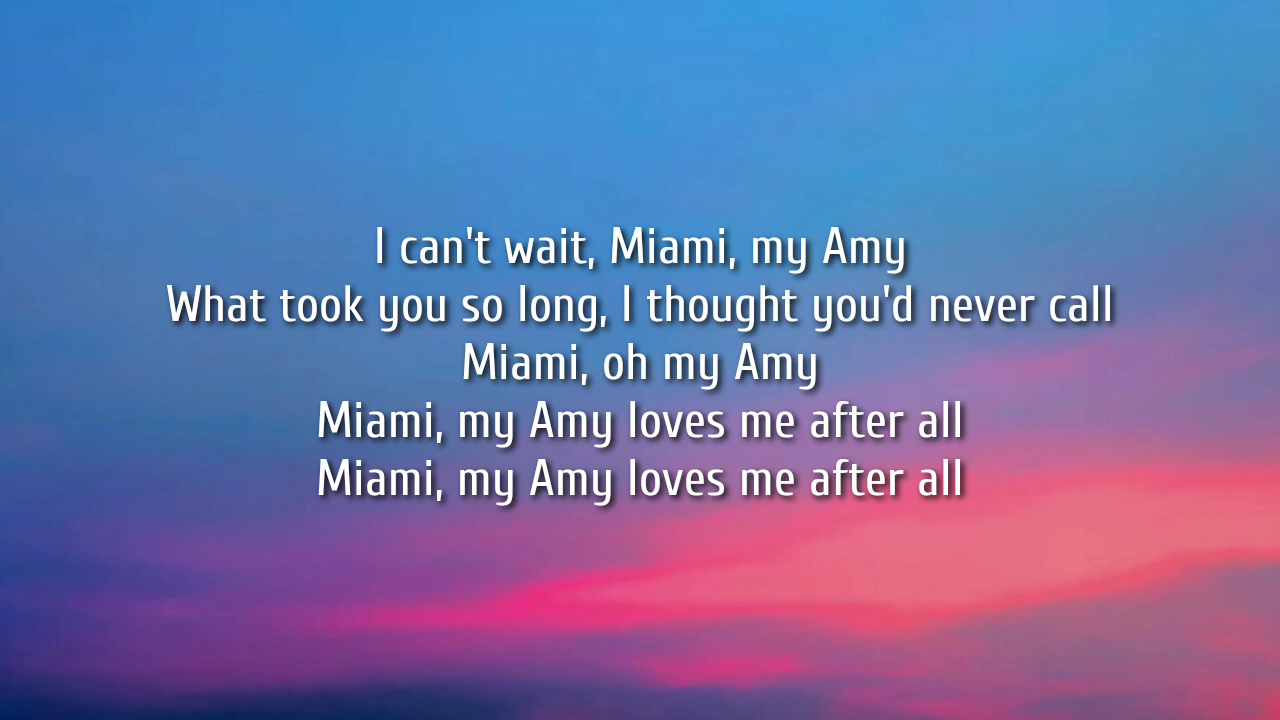 I can't wait, Miami, my Amy
What took you so long, I thought you'd never call
Miami, oh my Amy
Miami, my Amy loves me after all
Miami, my Amy loves me after all